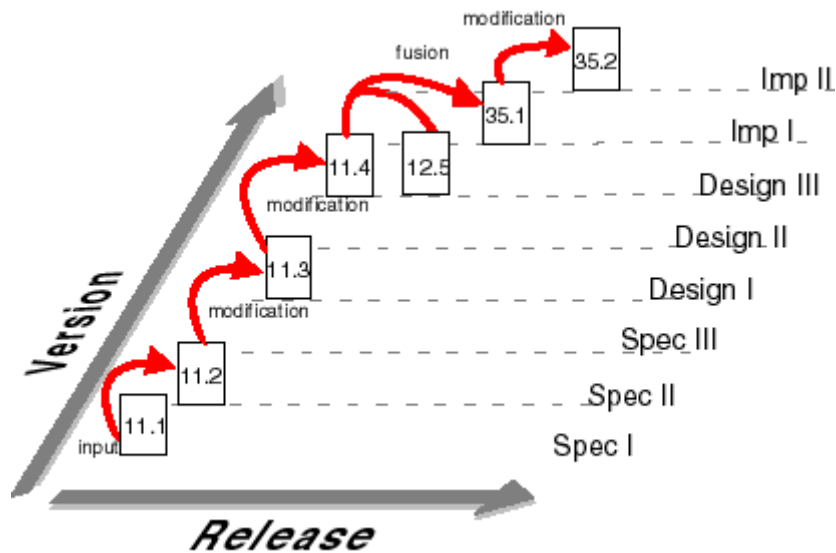 modification
fusion
35.2
Imp II
35.1
Imp I
11.4
12.5
Design III
modification
Design II
11.3
Design I
modification
Version
Spec III
11.2
Spec II
11.1
input
Spec I
Release